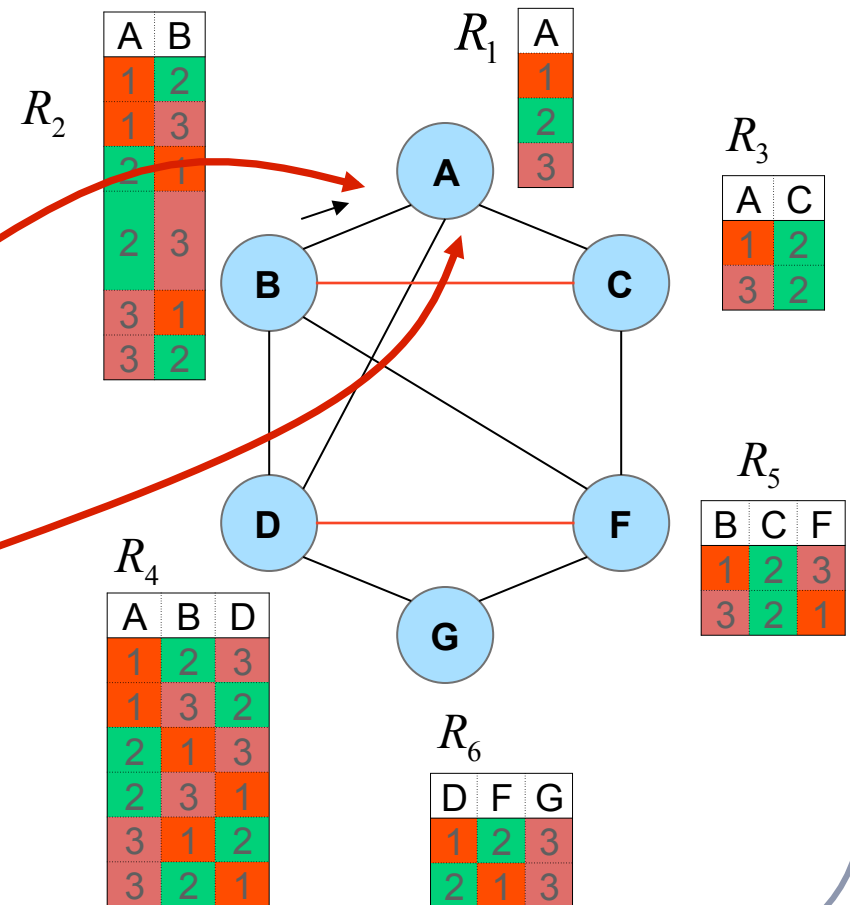 R2
A B
1 2
1 3
2 1
2 3
3 1
3 2
R1
A
1
2
3
R3
A C
1 2
3 2
A
B
C
D
F
G
R4
A B D
1 2 3
1 3 2
2 1 3
2 3 1
3 1 2
3 2 1
R5
B C F
1 2 3
3 2 1
R6
D F G
1 2 3
2 1 3